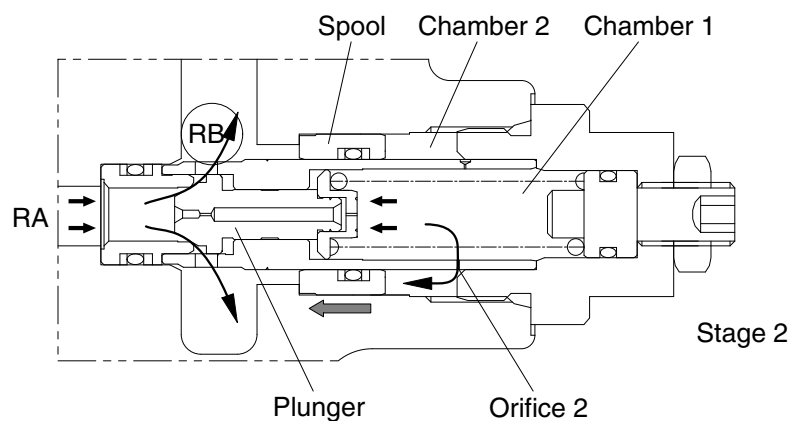 Spool Chamber 2 Chamber 1
RB
RA
Stage 2
Plunger Orifice 2